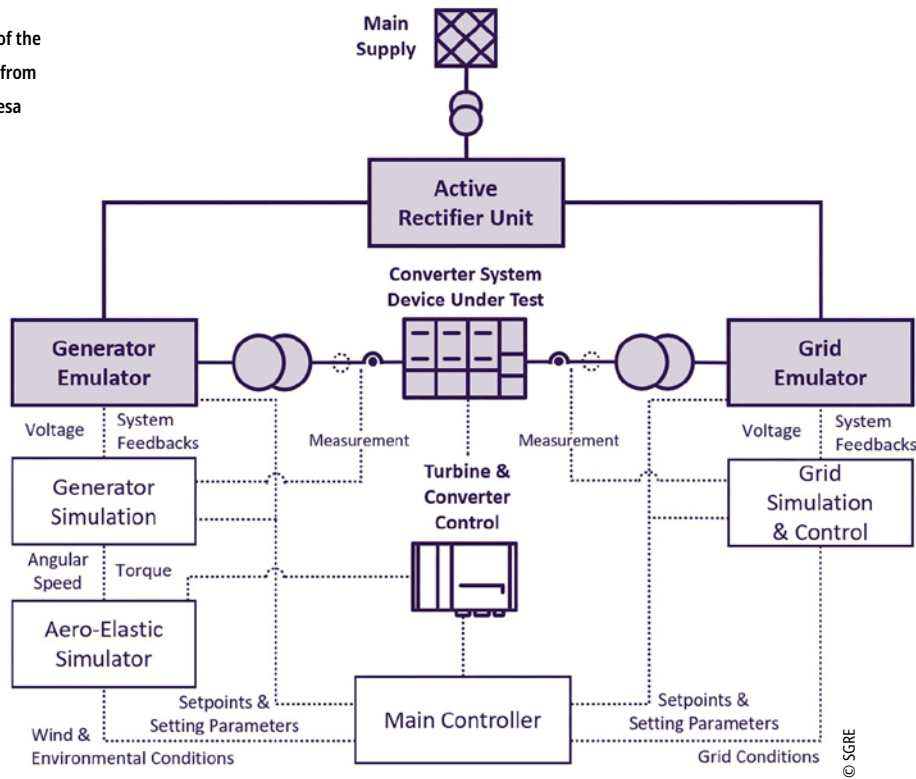 of the
from
esa
Main
Supply
Active
Rectifier Unit
Converter System
Device Under Test
Generator
Emulator
Grid
Emulator
Voltage
System
Feedbacks
Measurement
Measurement
Voltage
System
Feedbacks
Generator
Simulation
Turbine &
Converter
Control
Grid
Simulation
& Control
Angular
Speed
Torque
Aero-Elastic
Simulator
Setpoints &
Setting Parameters
Main Controller
Setpoints &
Setting Parameters
Wind &
Environmental Conditions
Grid Conditions
© SGRE